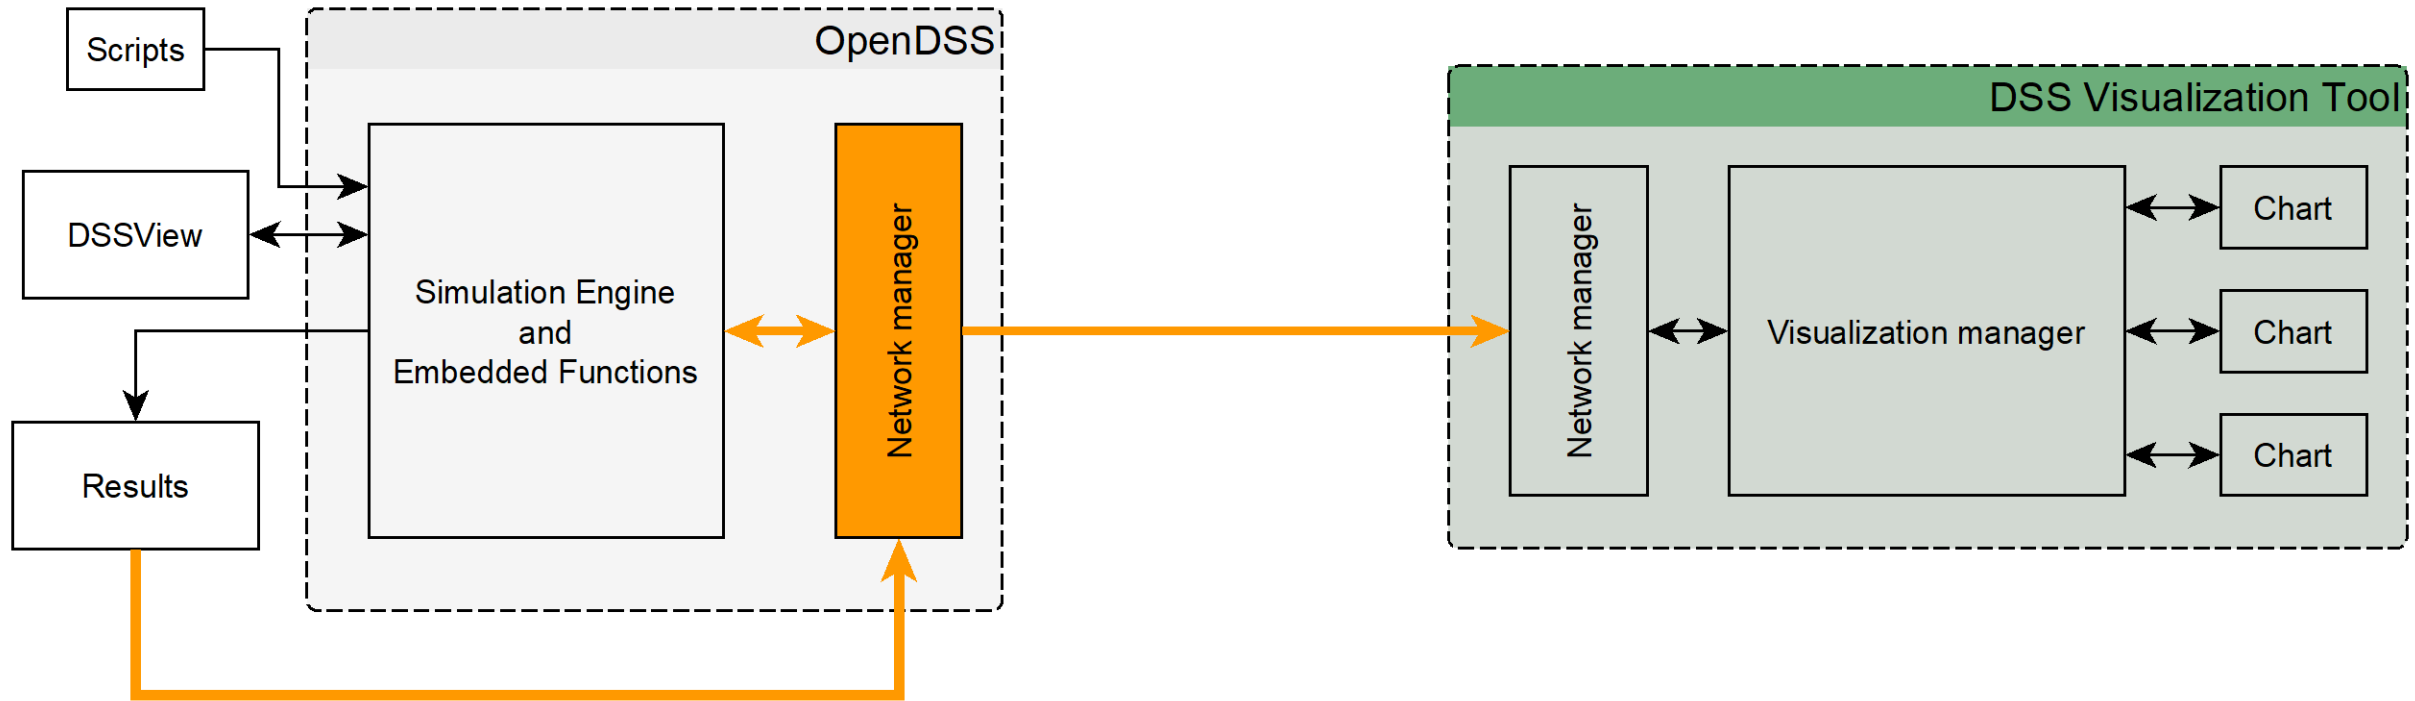 Scripts
OpenDSS
DSSView
Simulation Engine
and
Embedded Functions
Network manager
Results
DSS Visualization Tool
Network manager
Visualization manager
Chart
Chart
Chart